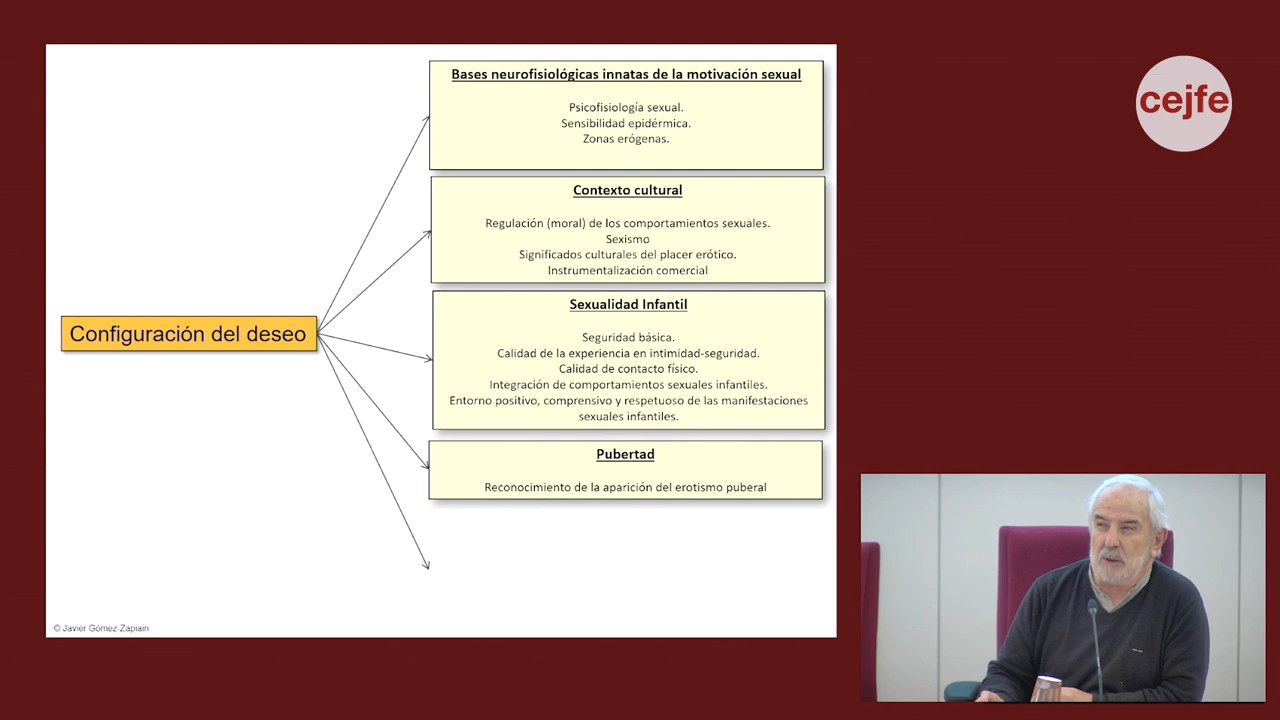 Bases neurofisiológicas innatas de la motivación sexual
Psicofisiología sexual.
Sensibilidad epidérmica.
Zonas erógenas.
Contexto cultural
Regulación (moral) de los comportamientos sexuales.
Sexismo
Significados culturales del placer erótico.
Instrumentalización comercial
Configuración del deseo
Sexualidad Infantil
Seguridad básica.
Calidad de la experiencia en intimidad-seguridad.
Calidad de contacto físico.
Integración de comportamientos sexuales infantiles.
Entorno positivo, comprensivo y respetuoso de las manifestaciones
sexuales infantiles.
Pubertad
Reconocimiento de la aparición del erotismo puberal
© Javier Gómez-Zapiain
cejfe